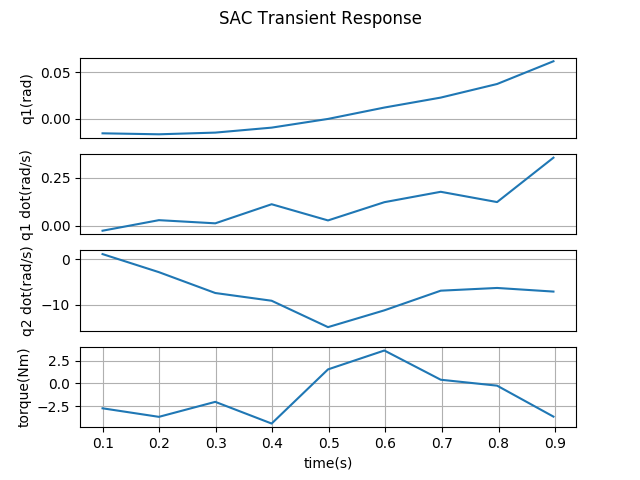 SAC Transient Response
0.05
0.00
q1(rad)
0.25
0.00
q1 dot(rad/s)
0
−10
q2 dot(rad/s)
2.5
0.0
−2.5
torque(Nm)
0.1 0.2 0.3 0.4 0.5 0.6 0.7 0.8 0.9
time(s)